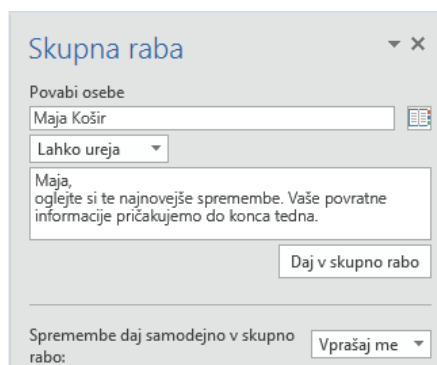 Skupna raba
Povabi osebe
Maja Košir
Lahko ureja
Maja,
oglejte si te najnovejše spremembe. Vaše povratne
informacije pričakujemo do konca tedna.
Daj v skupno rabo
Spremembe daj samodejno v skupno
rabo:
Vprašaj me